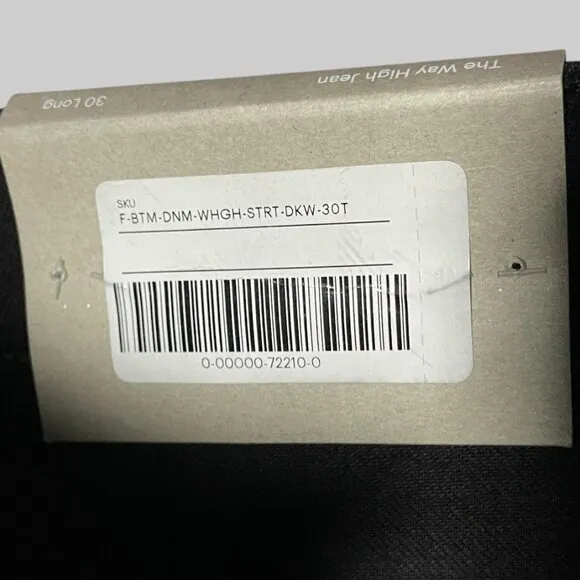 The Way High Jean
30 Long
SKU
F-BTM-DNM-WHGH-STRT-DKW-30T
0-00000-72210-0